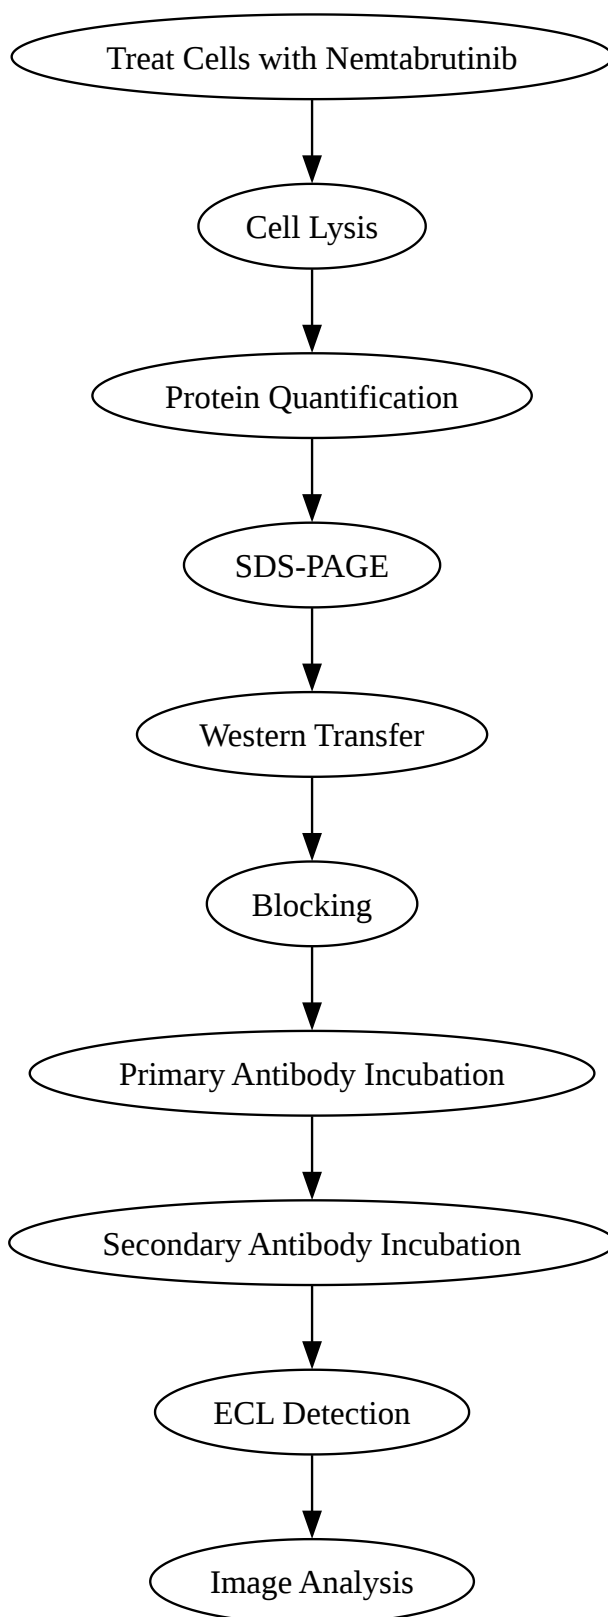 Treat Cells with Nemtabrutinib
Cell Lysis
Protein Quantification
SDS-PAGE
Western Transfer
Blocking
Primary Antibody Incubation
Secondary Antibody Incubation
ECL Detection
Image Analysis